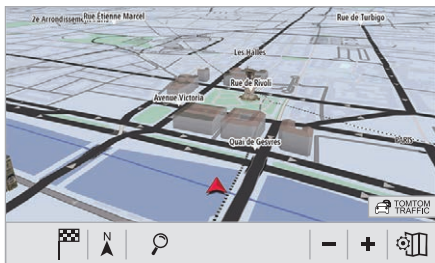 2e Arrondissement
Rue Étienne Marcel
Rue de Turbigo
Les Halles
Rue de Rivoli
Avenue Victoria
PARIS
Quai de Gesvres
TOMTOM
TRAFFIC
N